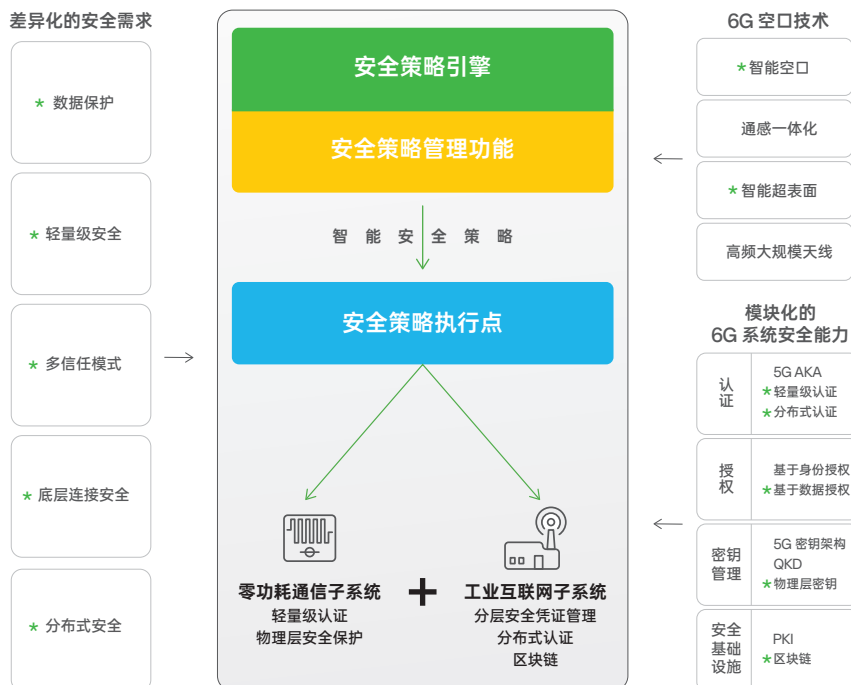 差异化的安全需求
* 数据保护
* 轻量级安全
* 多信任模式
* 底层连接安全
* 分布式安全
安全策略引擎
安全策略管理功能
智能安全策略
安全策略执行点
零功耗通信子系统
轻量级认证
物理层安全保护
+
工业互联网子系统
分层安全凭证管理
分布式认证
区块链
6G 空口技术
* 智能空口
通感一体化
* 智能超表面
高频大规模天线
模块化的
6G 系统安全能力
认证
5G AKA
* 轻量级认证
* 分布式认证
授权
基于身份授权
* 基于数据授权
密钥
管理
5G 密钥架构
QKD
* 物理层密钥
安全
基础
设施
PKI
* 区块链